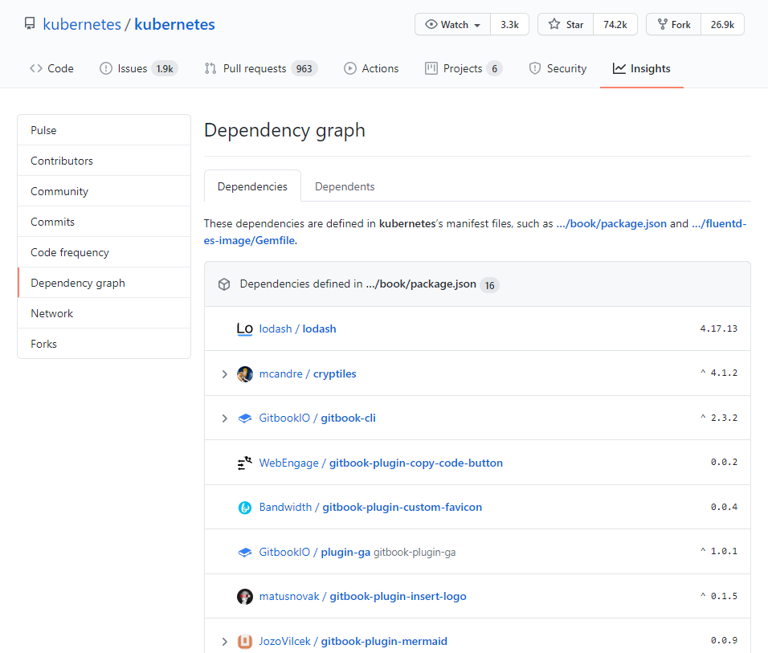 kubernetes / kubernetes
Watch 3.3k Star 74.2k Fork 26.9k
Code Issues 1.9k Pull requests 963 Actions Projects 6 Security Insights
Pulse
Contributors
Community
Commits
Code frequency
Dependency graph
Network
Forks
Dependency graph
Dependencies Dependents
These dependencies are defined in kubernetes's manifest files, such as …/book/package.json and …/fluentd-
es-image/Gemfile.
Dependencies defined in …/book/package.json 16
Lo lodash / lodash 4.17.13
mcandre / cryptiles ^ 4.1.2
GitbookIO / gitbook-cli ^ 2.3.2
WebEngage / gitbook-plugin-copy-code-button 0.0.2
Bandwidth / gitbook-plugin-custom-favicon 0.0.4
GitbookIO / plugin-ga gitbook-plugin-ga ^ 1.0.1
matusnovak / gitbook-plugin-insert-logo ^ 0.1.5
JozoVilcek / gitbook-plugin-mermaid 0.0.9